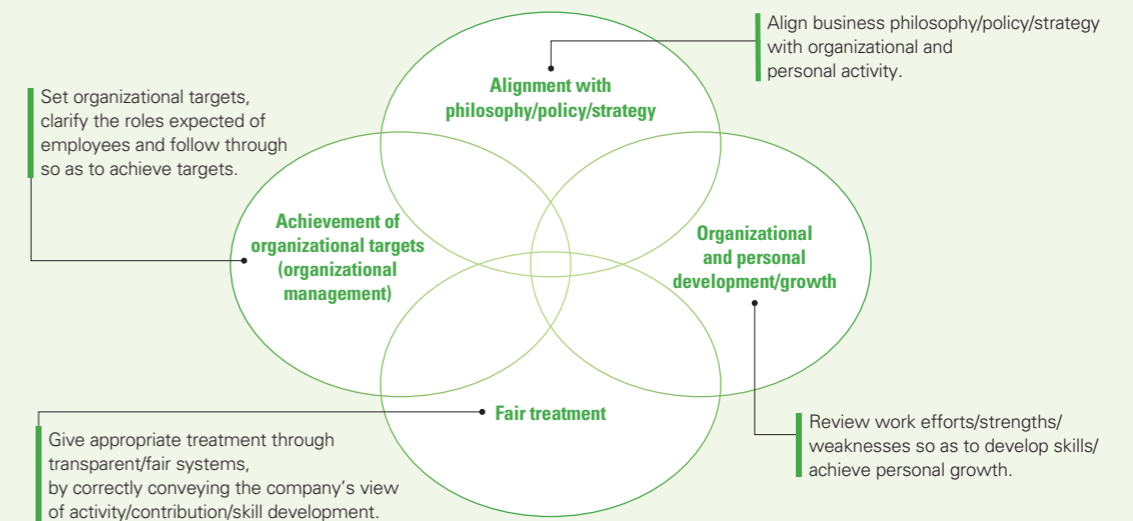 Align business philosophy/policy/strategy
with organizational and
personal activity.
Alignment with
philosophy/policy/strategy
Set organizational targets,
clarify the roles expected of
employees and follow through
so as to achieve targets.
Achievement of
organizational targets
(organizational
management)
Organizational
and personal
development/growth
Fair treatment
Give appropriate treatment through
transparent/fair systems,
by correctly conveying the company’s view
of activity/contribution/skill development.
Review work efforts/strengths/
weaknesses so as to develop skills/
achieve personal growth.